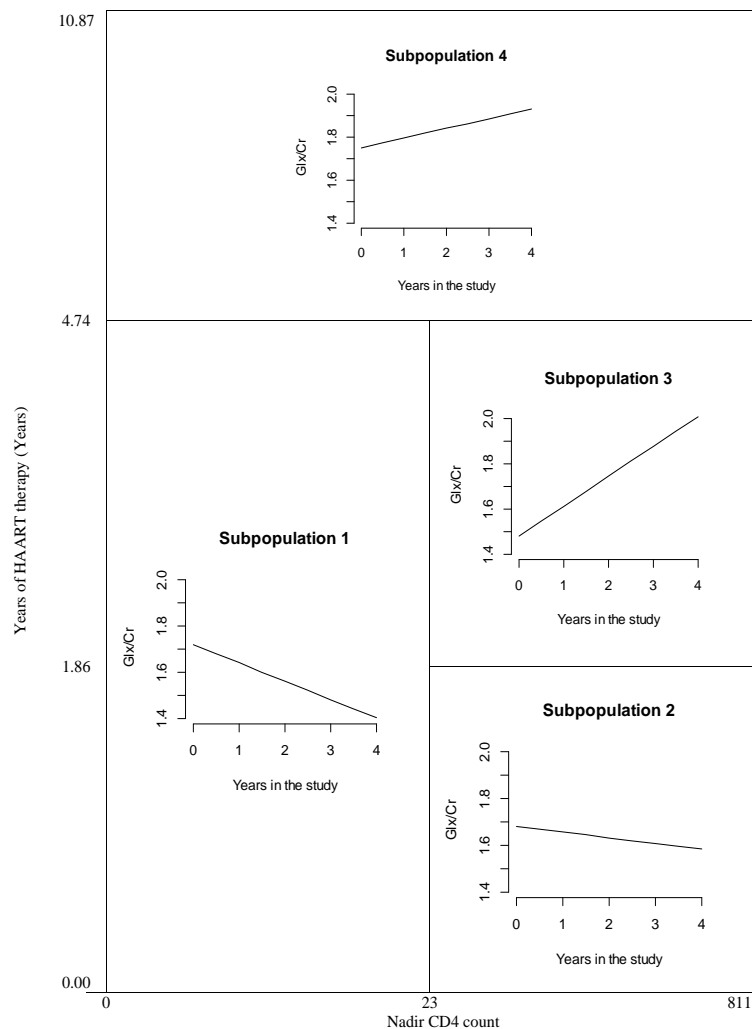 10.87
Subpopulation 4
Glx/Cr
2.0
1.8
1.6
1.4
0 1 2 3 4
Years in the study
4.74
Years of HAART therapy (Years)
Subpopulation 3
Glx/Cr
2.0
1.8
1.6
1.4
0 1 2 3 4
Years in the study
Subpopulation 1
Glx/Cr
2.0
1.8
1.6
1.4
0 1 2 3 4
Years in the study
1.86
Subpopulation 2
Glx/Cr
2.0
1.8
1.6
1.4
0 1 2 3 4
Years in the study
0.00
0 23 811
Nadir CD4 count